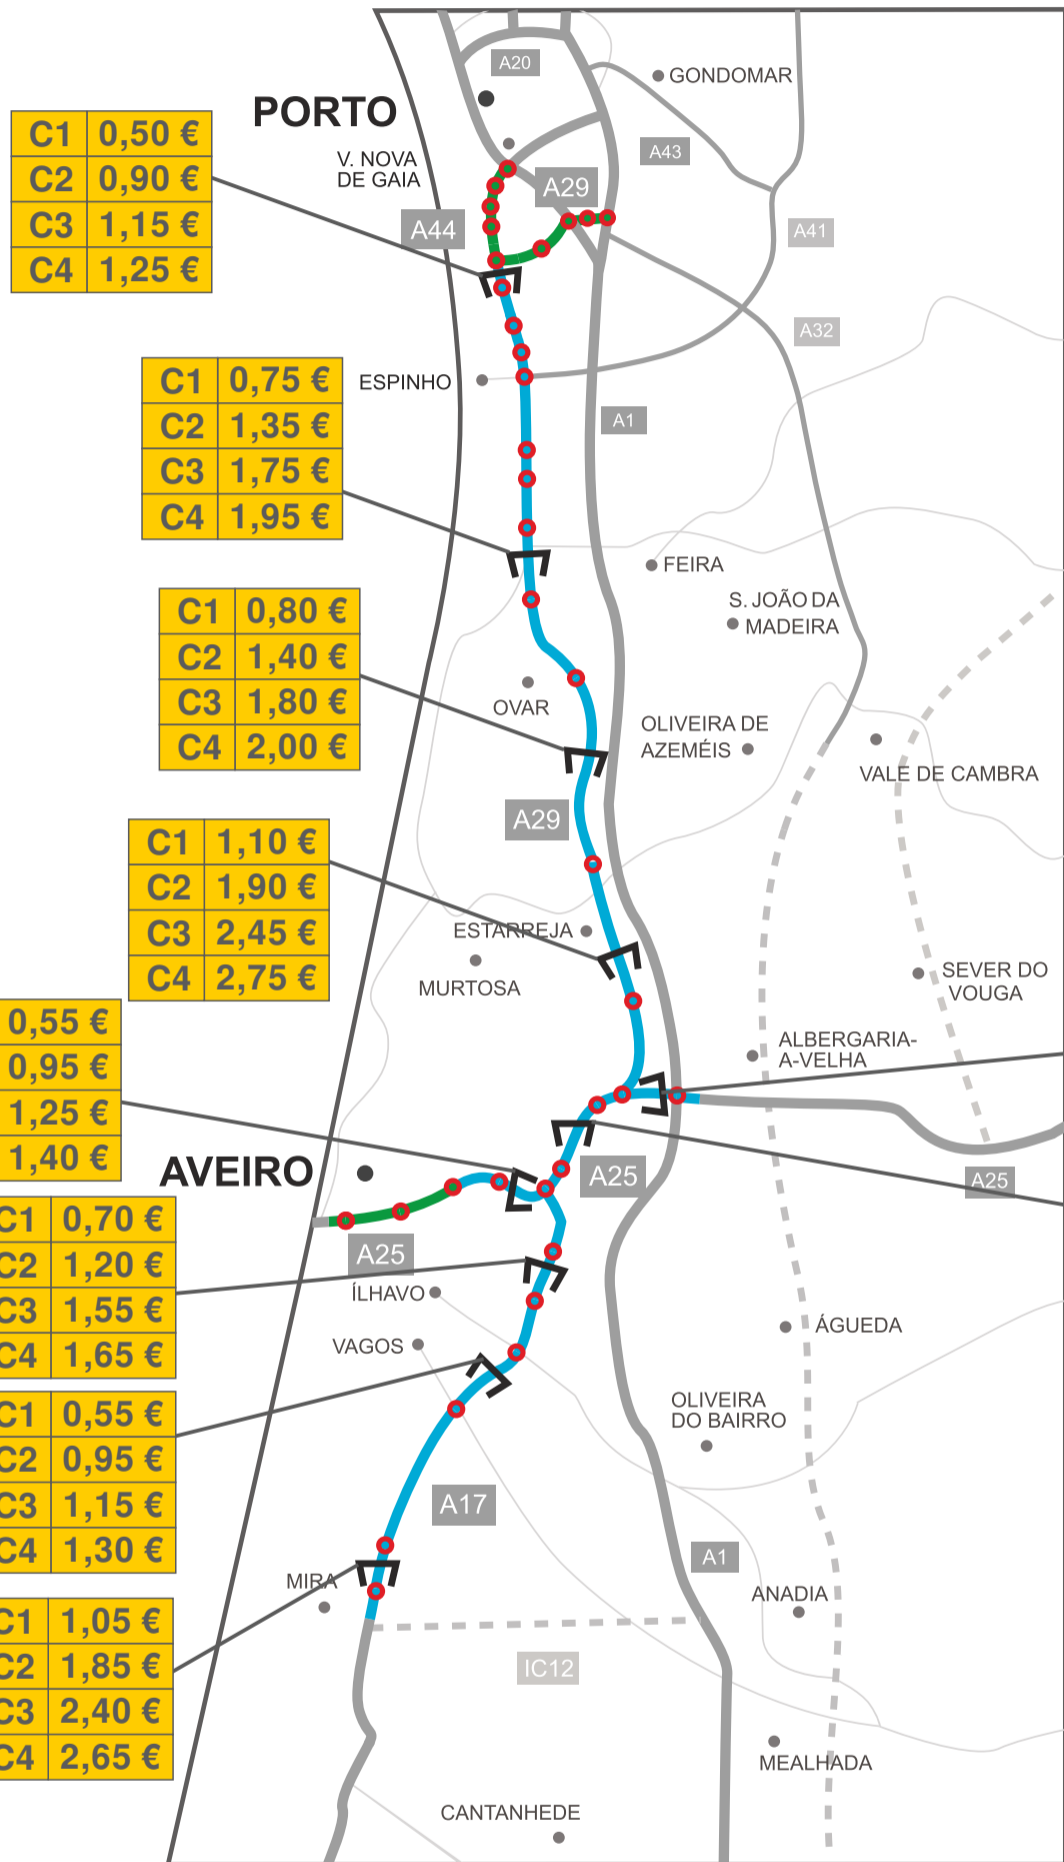 A20
GONDOMAR
PORTO
C1 0,50 €
C2 0,90 €
C3 1,15 €
C4 1,25 €
V. NOVA
DE GAIA
A43
A29
A44
A41
A32
ESPINHO
C1 0,75 €
C2 1,35 €
C3 1,75 €
C4 1,95 €
A1
FEIRA
C1 0,80 €
C2 1,40 €
C3 1,80 €
C4 2,00 €
S. JOÃO DA
MADEIRA
OVAR
OLIVEIRA DE
AZEMÉIS
VALE DE CAMBRA
A29
C1 1,10 €
C2 1,90 €
C3 2,45 €
C4 2,75 €
ESTARREJA
MURTOSA
SEVER DO
VOUGA
0,55 €
0,95 €
1,25 €
1,40 €
ALBERGARIA-
A-VELHA
AVEIRO
A25
A25
C1 0,70 €
C2 1,20 €
C3 1,55 €
C4 1,65 €
A25
ÍLHAVO
VAGOS
ÁGUEDA
C1 0,55 €
C2 0,95 €
C3 1,15 €
C4 1,30 €
OLIVEIRA
DO BAIRRO
A17
A1
MIRA
ANADIA
C1 1,05 €
C2 1,85 €
C3 2,40 €
C4 2,65 €
IC12
MEALHADA
CANTANHEDE